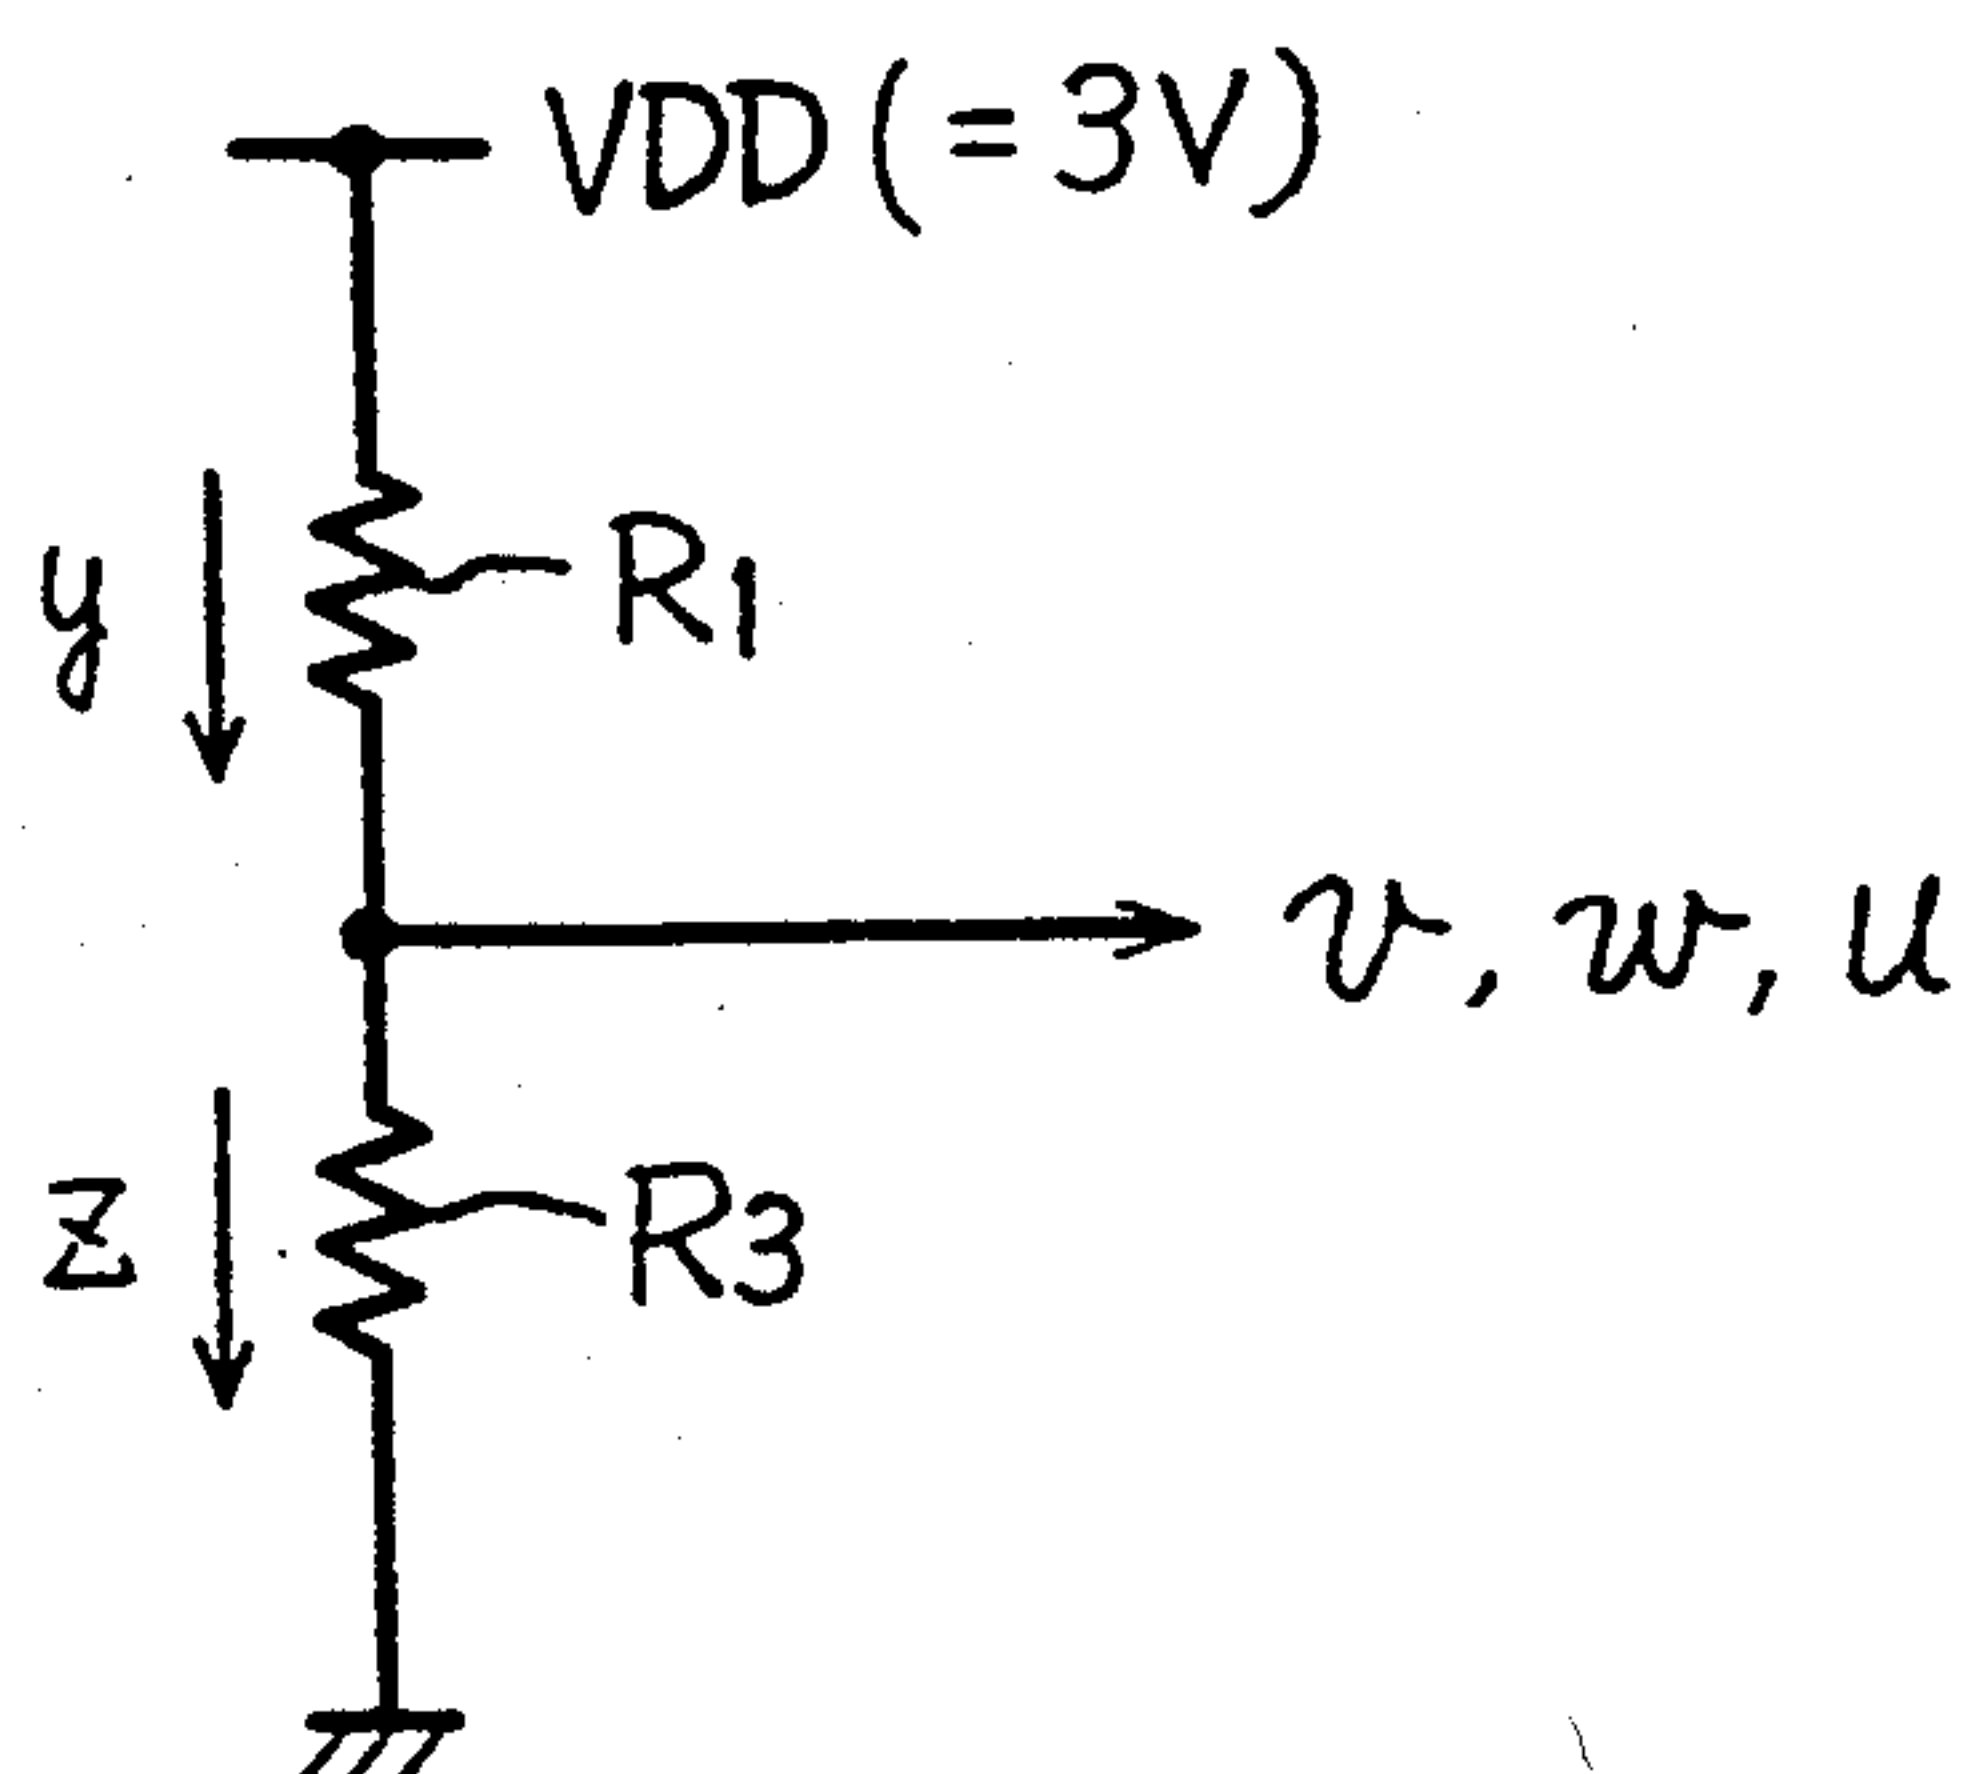 VDD (= 3V)
y
R1
v, w, u
z
R3